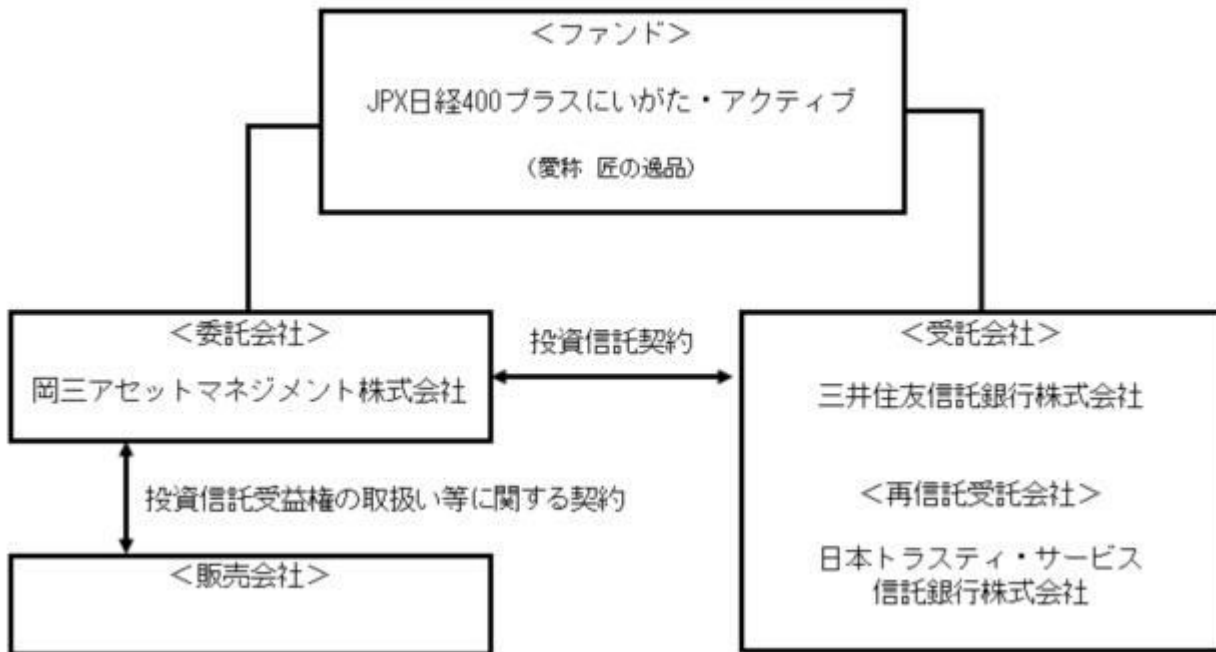 ＜ファンド＞
JPX日経400プラスにいがた・アクティブ
（愛称 匠の逸品）
＜委託会社＞
岡三アセットマネジメント株式会社
投資信託契約
＜受託会社＞
三井住友信託銀行株式会社
＜再信託受託会社＞
日本トラスティ・サービス
信託銀行株式会社
投資信託受益権の取扱い等に関する契約
＜販売会社＞